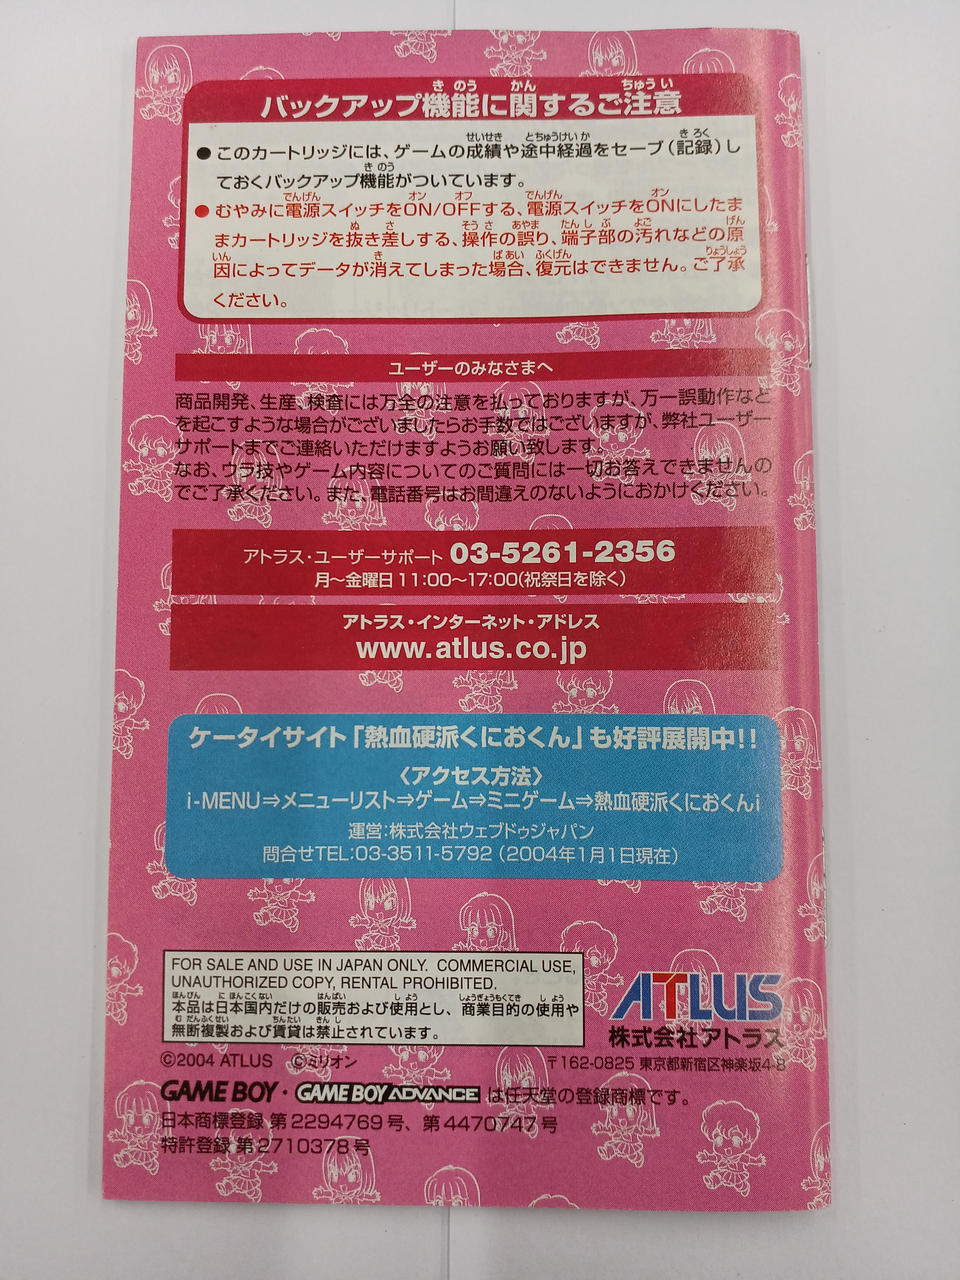 バックアップ機能に関するご注意
●このカートリッジには、ゲームの成績や途中経過をセーブ(記録)し
ておくバックアップ機能がついています。
●むやみに電源スイッチをON/OFFする、電源スイッチをONにしたま
まカートリッジを抜き差しする、操作の誤り、端子部の汚れなどの原
因によってデータが消えてしまった場合、復元はできません。ご了承
ください。
ユーザーのみなさまへ
商品開発、生産、検査には万全の注意を払っておりますが、万一誤動作など
を起こすような場合がございましたらお手数ではございますが、弊社ユーザー
サポートまでご連絡いただけますようお願い致します。
なお、ウラ技やゲーム内容についてのご質問には一切お答えできませんの
でご了承ください。また、電話番号はお間違えのないようにおかけください。
アトラス・ユーザーサポート 03-5261-2356
月〜金曜日 11:00〜17:00(祝祭日を除く)
アトラス・インターネット・アドレス
www.atlus.co.jp
ケータイサイト「熱血硬派くにおくん」も好評展開中!!
〈アクセス方法〉
i-MENU⇒メニューリスト⇒ゲーム⇒ミニゲーム⇒熱血硬派くにおくんi
運営:株式会社ウェブドゥジャパン
問合せTEL:03-3511-5792(2004年1月1日現在)
FOR SALE AND USE IN JAPAN ONLY. COMMERCIAL USE,
UNAUTHORIZED COPY, RENTAL PROHIBITED.
本品は日本国内だけの販売および使用とし、商業目的の使用や
無断複製および賃貸は禁止されています。
ATLUS
株式会社アトラス
©2004 ATLUS ©ミリオン
〒162-0825 東京都新宿区神楽坂4-8
GAME BOY・GAME BOY ADVANCE は任天堂の登録商標です。
日本商標登録 第2294769号、第4470747号
特許登録 第2710378号